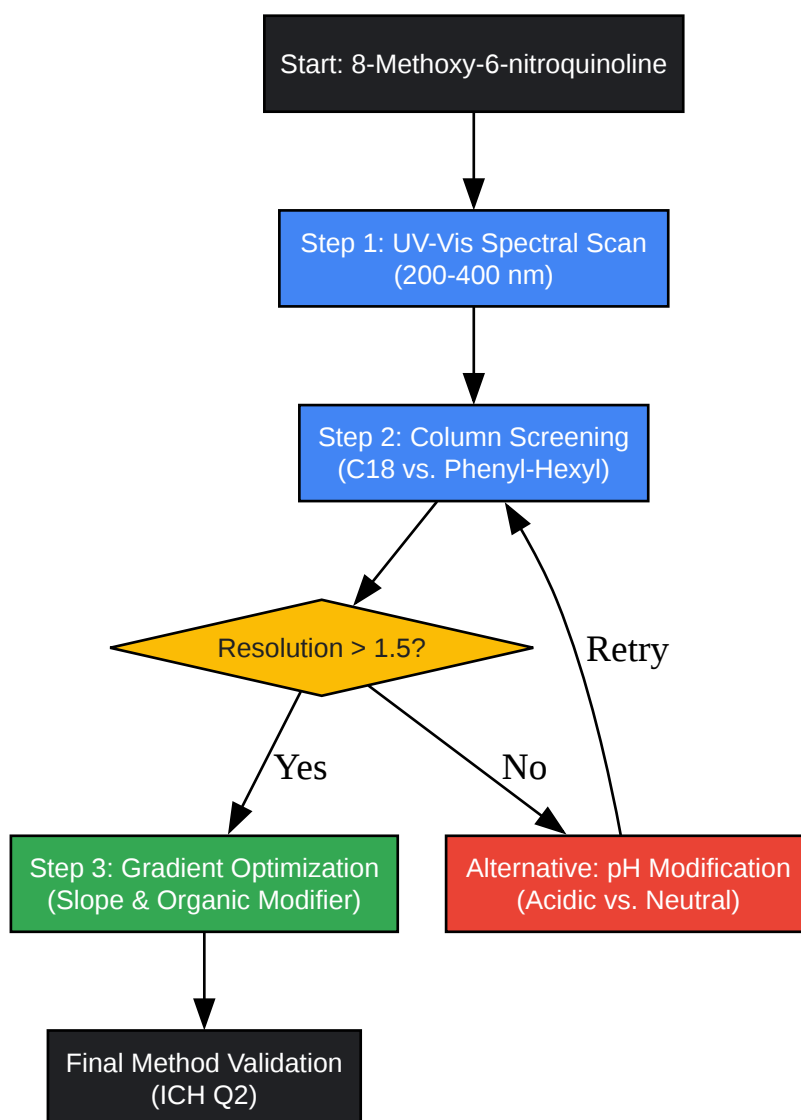 Start: 8-Methoxy-6-nitroquinoline
Step 1: UV-Vis Spectral Scan
(200-400 nm)
Step 2: Column Screening
(C18 vs. Phenyl-Hexyl)
Resolution > 1.5?
Retry
Yes
No
Step 3: Gradient Optimization
(Slope & Organic Modifier)
Alternative: pH Modification
(Acidic vs. Neutral)
Final Method Validation
(ICH Q2)